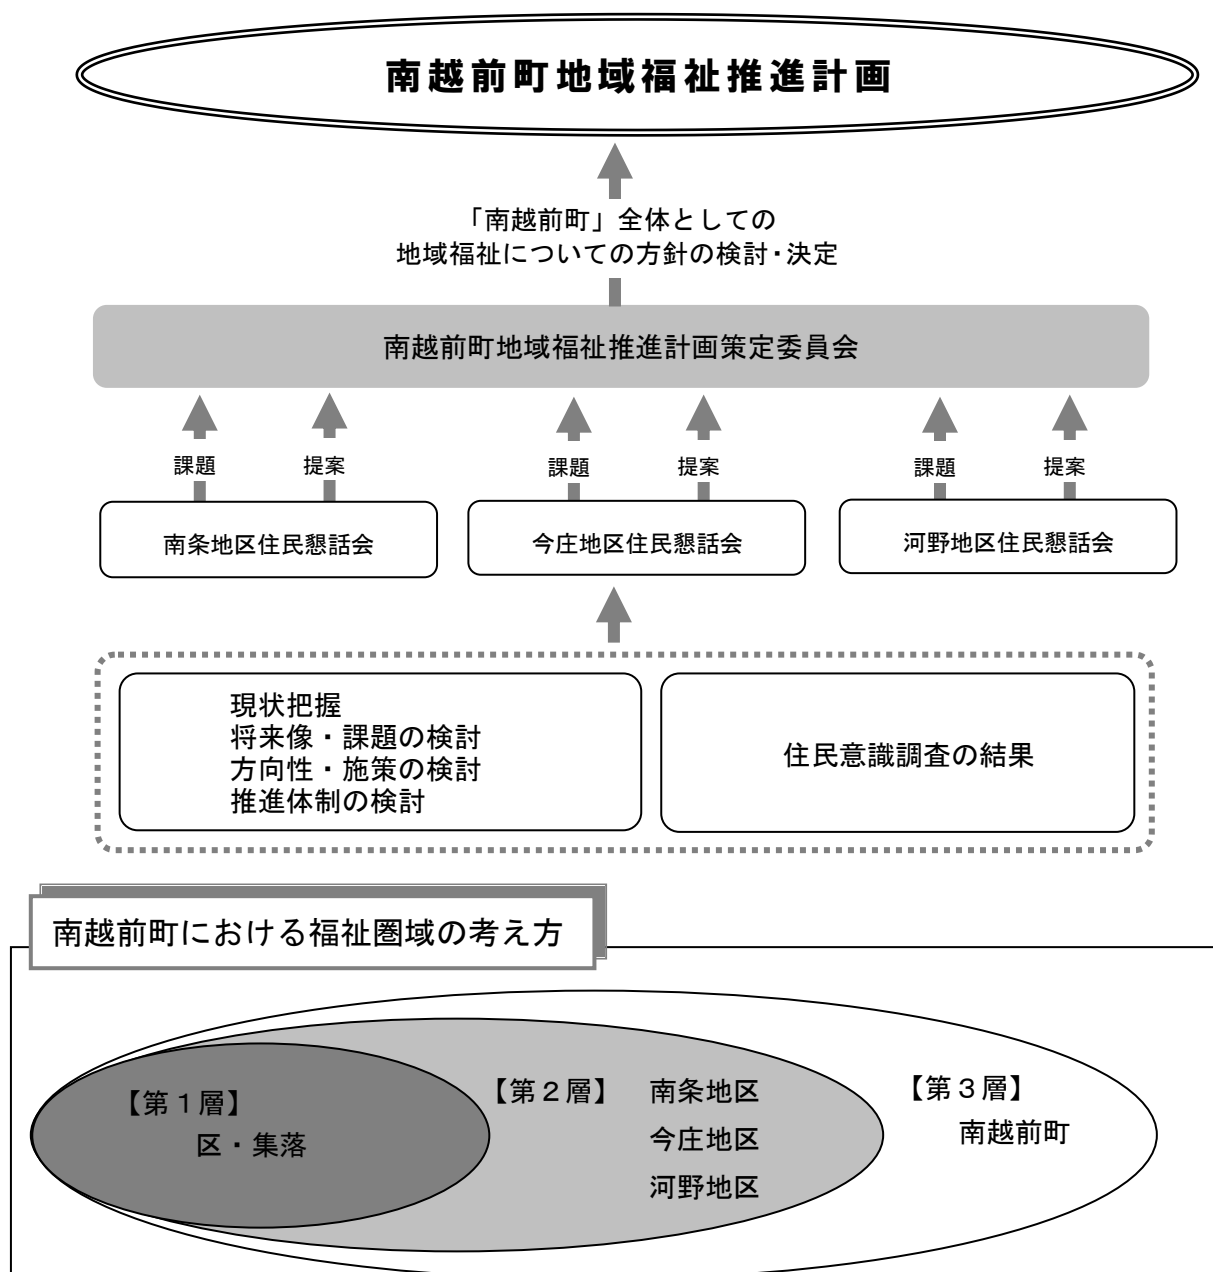 南越前町地域福祉推進計画
「南越前町」全体としての
地域福祉についての方針の検討・決定
南越前町地域福祉推進計画策定委員会
課題 提案 課題 提案 課題 提案
南条地区住民懇話会 今庄地区住民懇話会 河野地区住民懇話会
現状把握
将来像・課題の検討
方向性・施策の検討
推進体制の検討
住民意識調査の結果
南越前町における福祉圏域の考え方
【第１層】
区・集落
【第２層】 南条地区
今庄地区
河野地区
【第３層】
南越前町